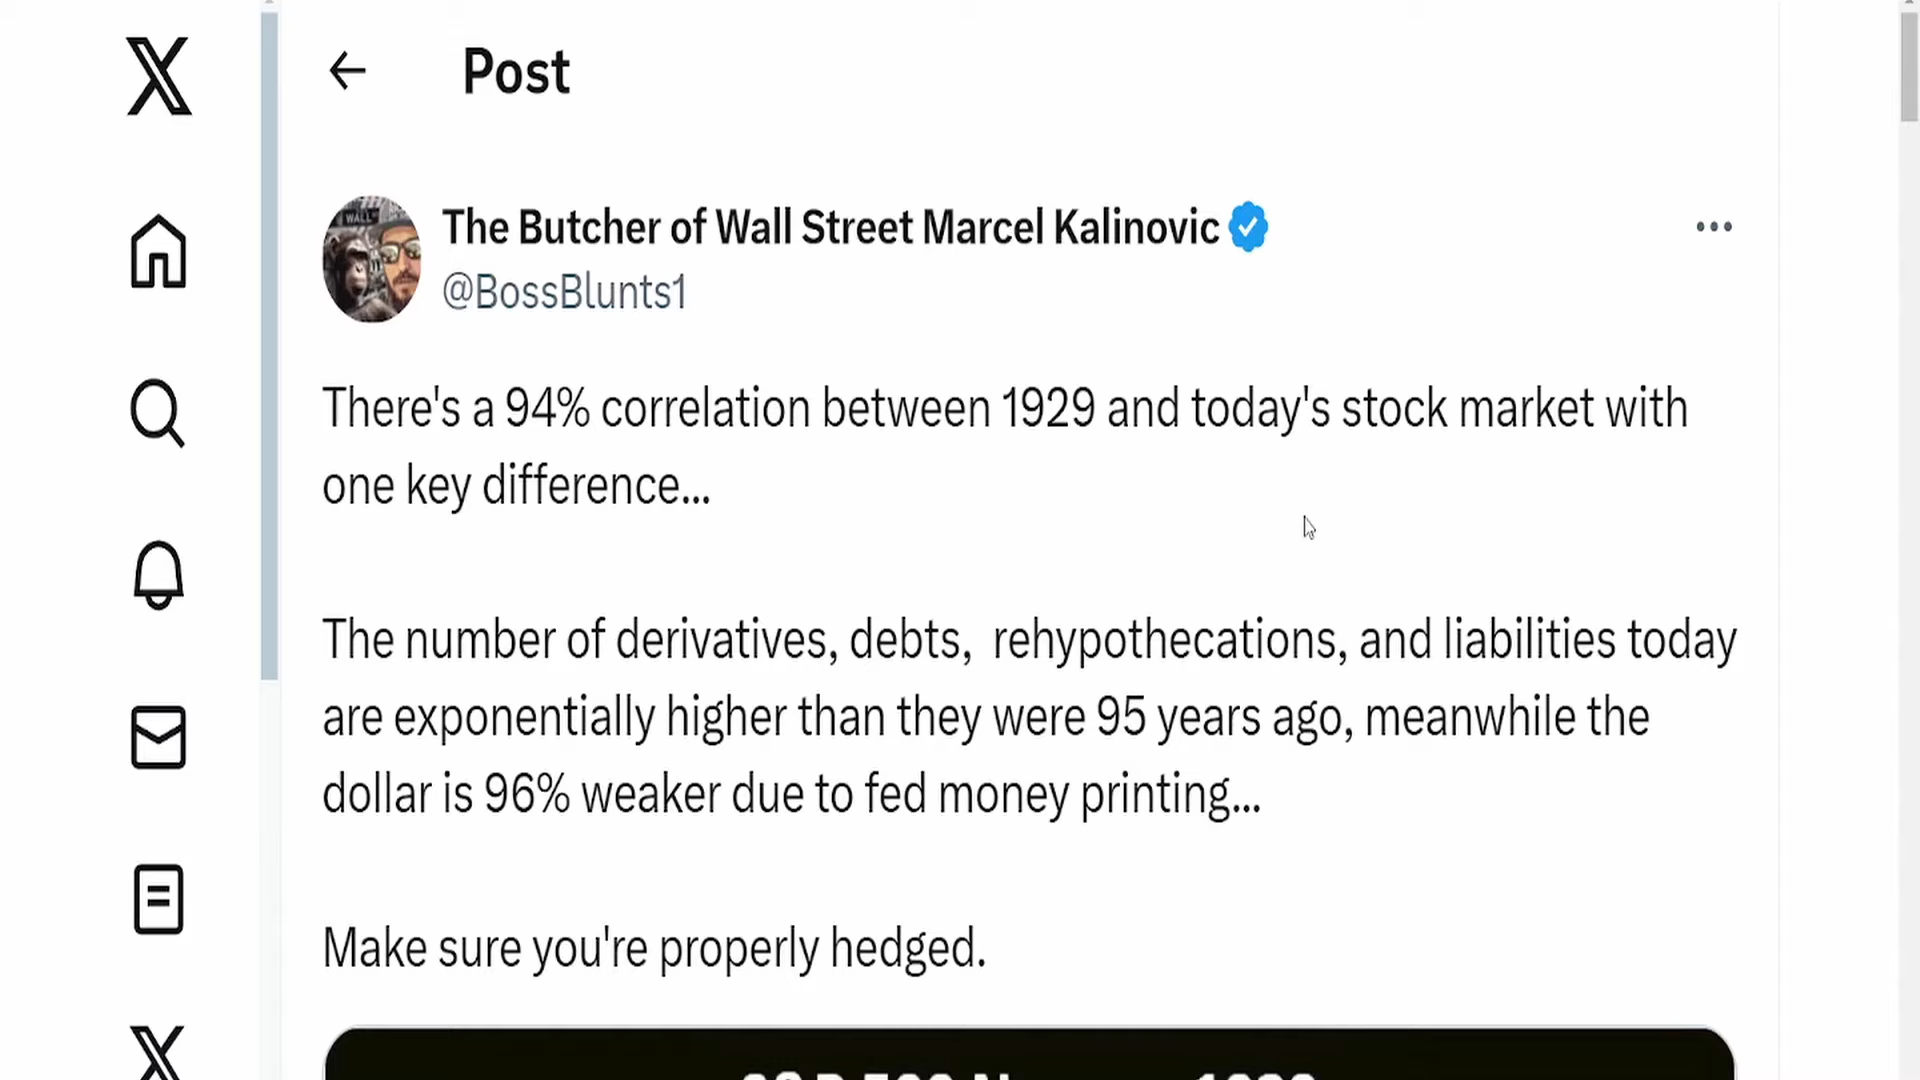 Post
WALL
The Butcher of Wall Street Marcel Kalinovic
@BossBlunts1
There's a 94% correlation between 1929 and today's stock market with
one key difference...
The number of derivatives, debts,  rehypothecations, and liabilities today
are exponentially higher than they were 95 years ago, meanwhile the
dollar is 96% weaker due to fed money printing...
Make sure you're properly hedged.